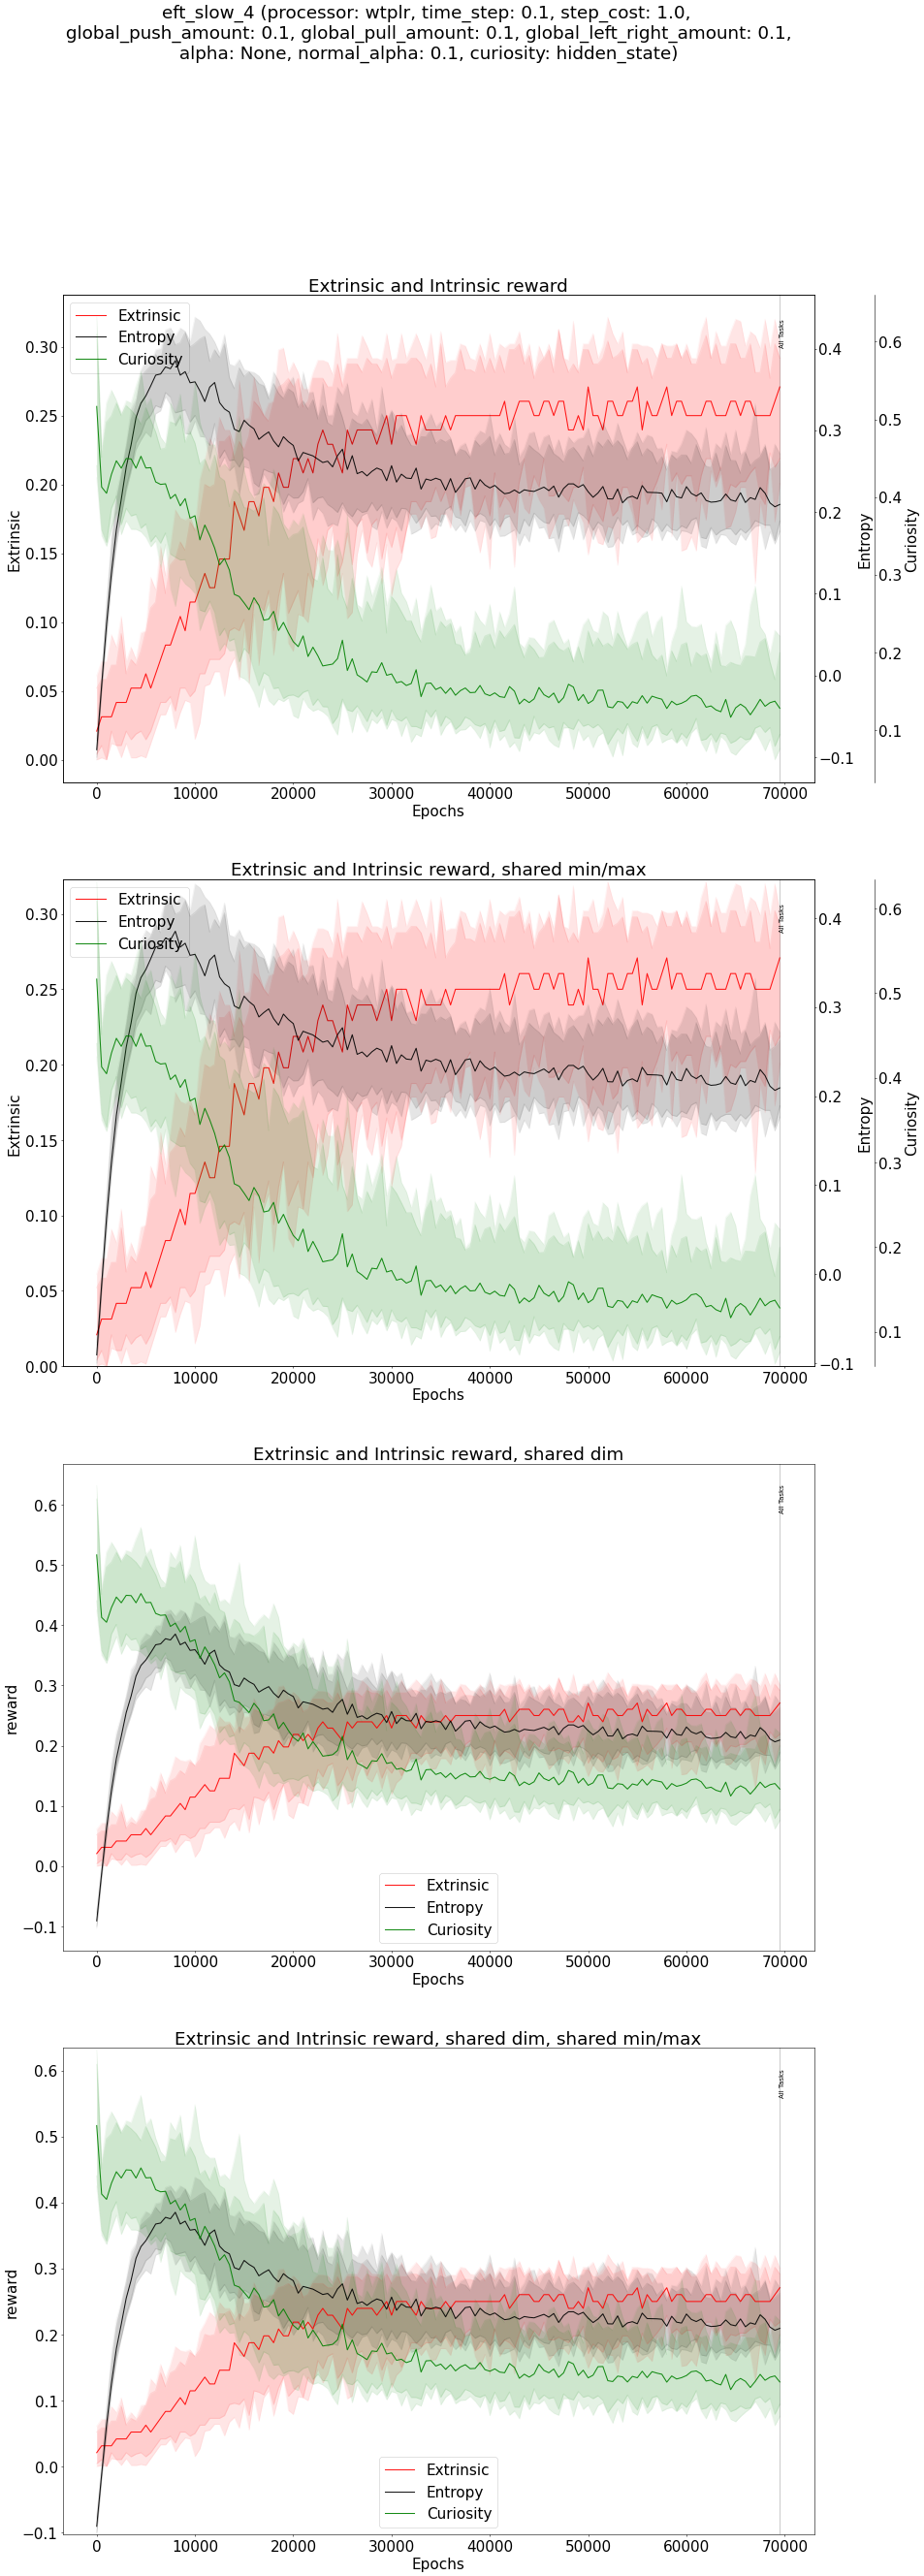 eft_slow_4 (processor: wtplr, time_step: 0.1, step_cost: 1.0,
global_push_amount: 0.1, global_pull_amount: 0.1, global_left_right_amount: 0.1,
alpha: None, normal_alpha: 0.1, curiosity: hidden_state)
Extrinsic and Intrinsic reward
Extrinsic
Entropy
Curiosity
All Tasks
0.30
0.25
0.20
0.15
0.10
0.05
0.00
Extrinsic
0.4
0.3
0.2
0.1
0.0
−0.1
Entropy
0.6
0.5
0.4
0.3
0.2
0.1
Curiosity
0 10000 20000 30000 40000 50000 60000 70000
Epochs
Extrinsic and Intrinsic reward, shared min/max
Extrinsic
Entropy
Curiosity
All Tasks
0.30
0.25
0.20
0.15
0.10
0.05
0.00
Extrinsic
0.4
0.3
0.2
0.1
0.0
−0.1
Entropy
0.6
0.5
0.4
0.3
0.2
0.1
Curiosity
0 10000 20000 30000 40000 50000 60000 70000
Epochs
Extrinsic and Intrinsic reward, shared dim
All Tasks
0.6
0.5
0.4
0.3
0.2
0.1
0.0
−0.1
reward
Extrinsic
Entropy
Curiosity
0 10000 20000 30000 40000 50000 60000 70000
Epochs
Extrinsic and Intrinsic reward, shared dim, shared min/max
All Tasks
0.6
0.5
0.4
0.3
0.2
0.1
0.0
−0.1
reward
Extrinsic
Entropy
Curiosity
0 10000 20000 30000 40000 50000 60000 70000
Epochs